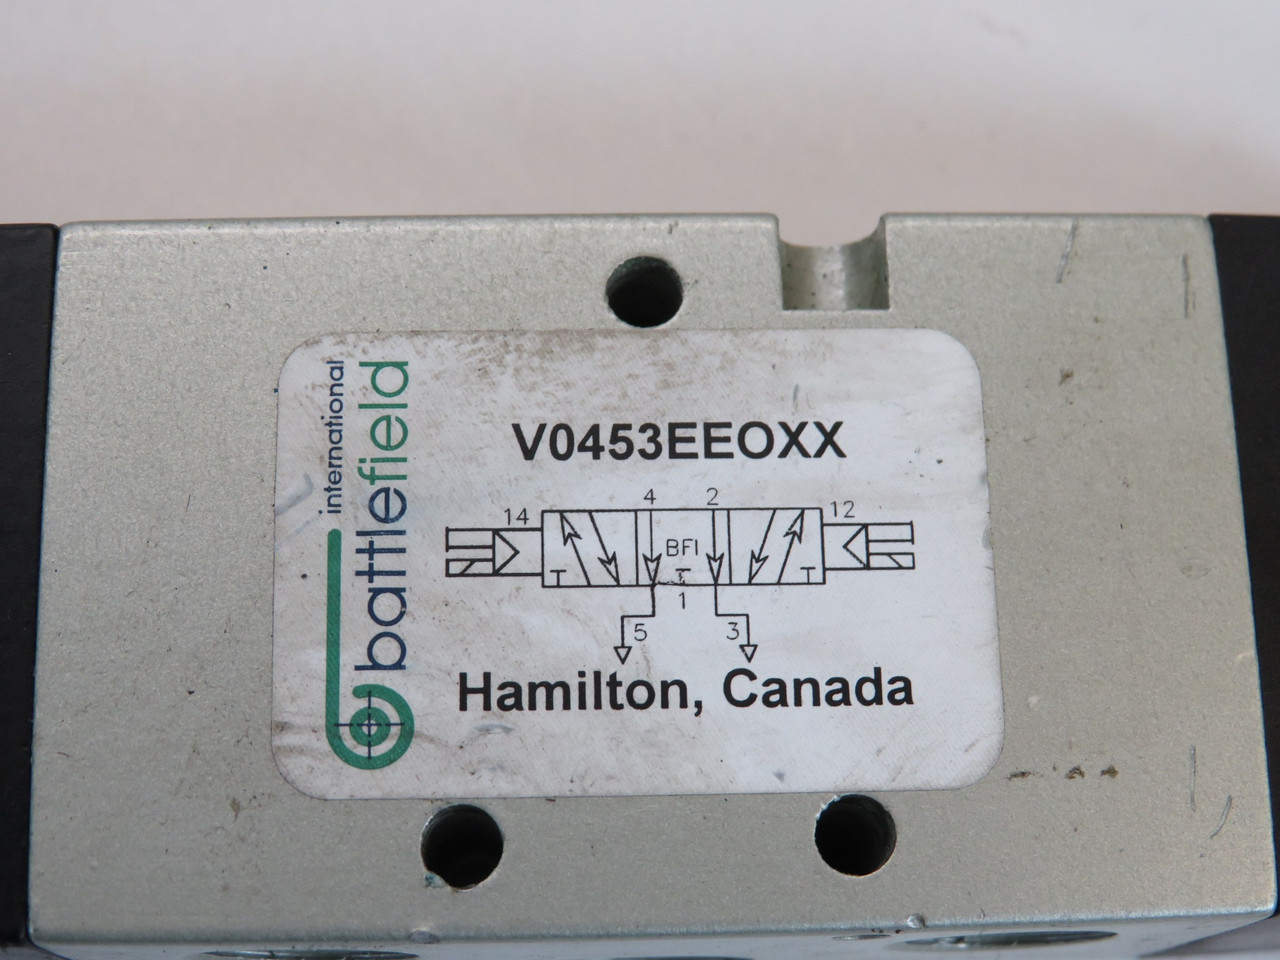 international
battlefield
V0453EEOXX
4 2
14 12
BFI
1
5 3
Hamilton, Canada